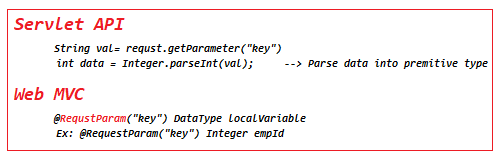 Servlet API
String val= requst.getParameter("key")
int data = Integer.parseInt(val);   --> Parse data into premitive type
Web MVC
@RequstParam("key") DataType localVariable
Ex: @RequestParam("key") Integer empId